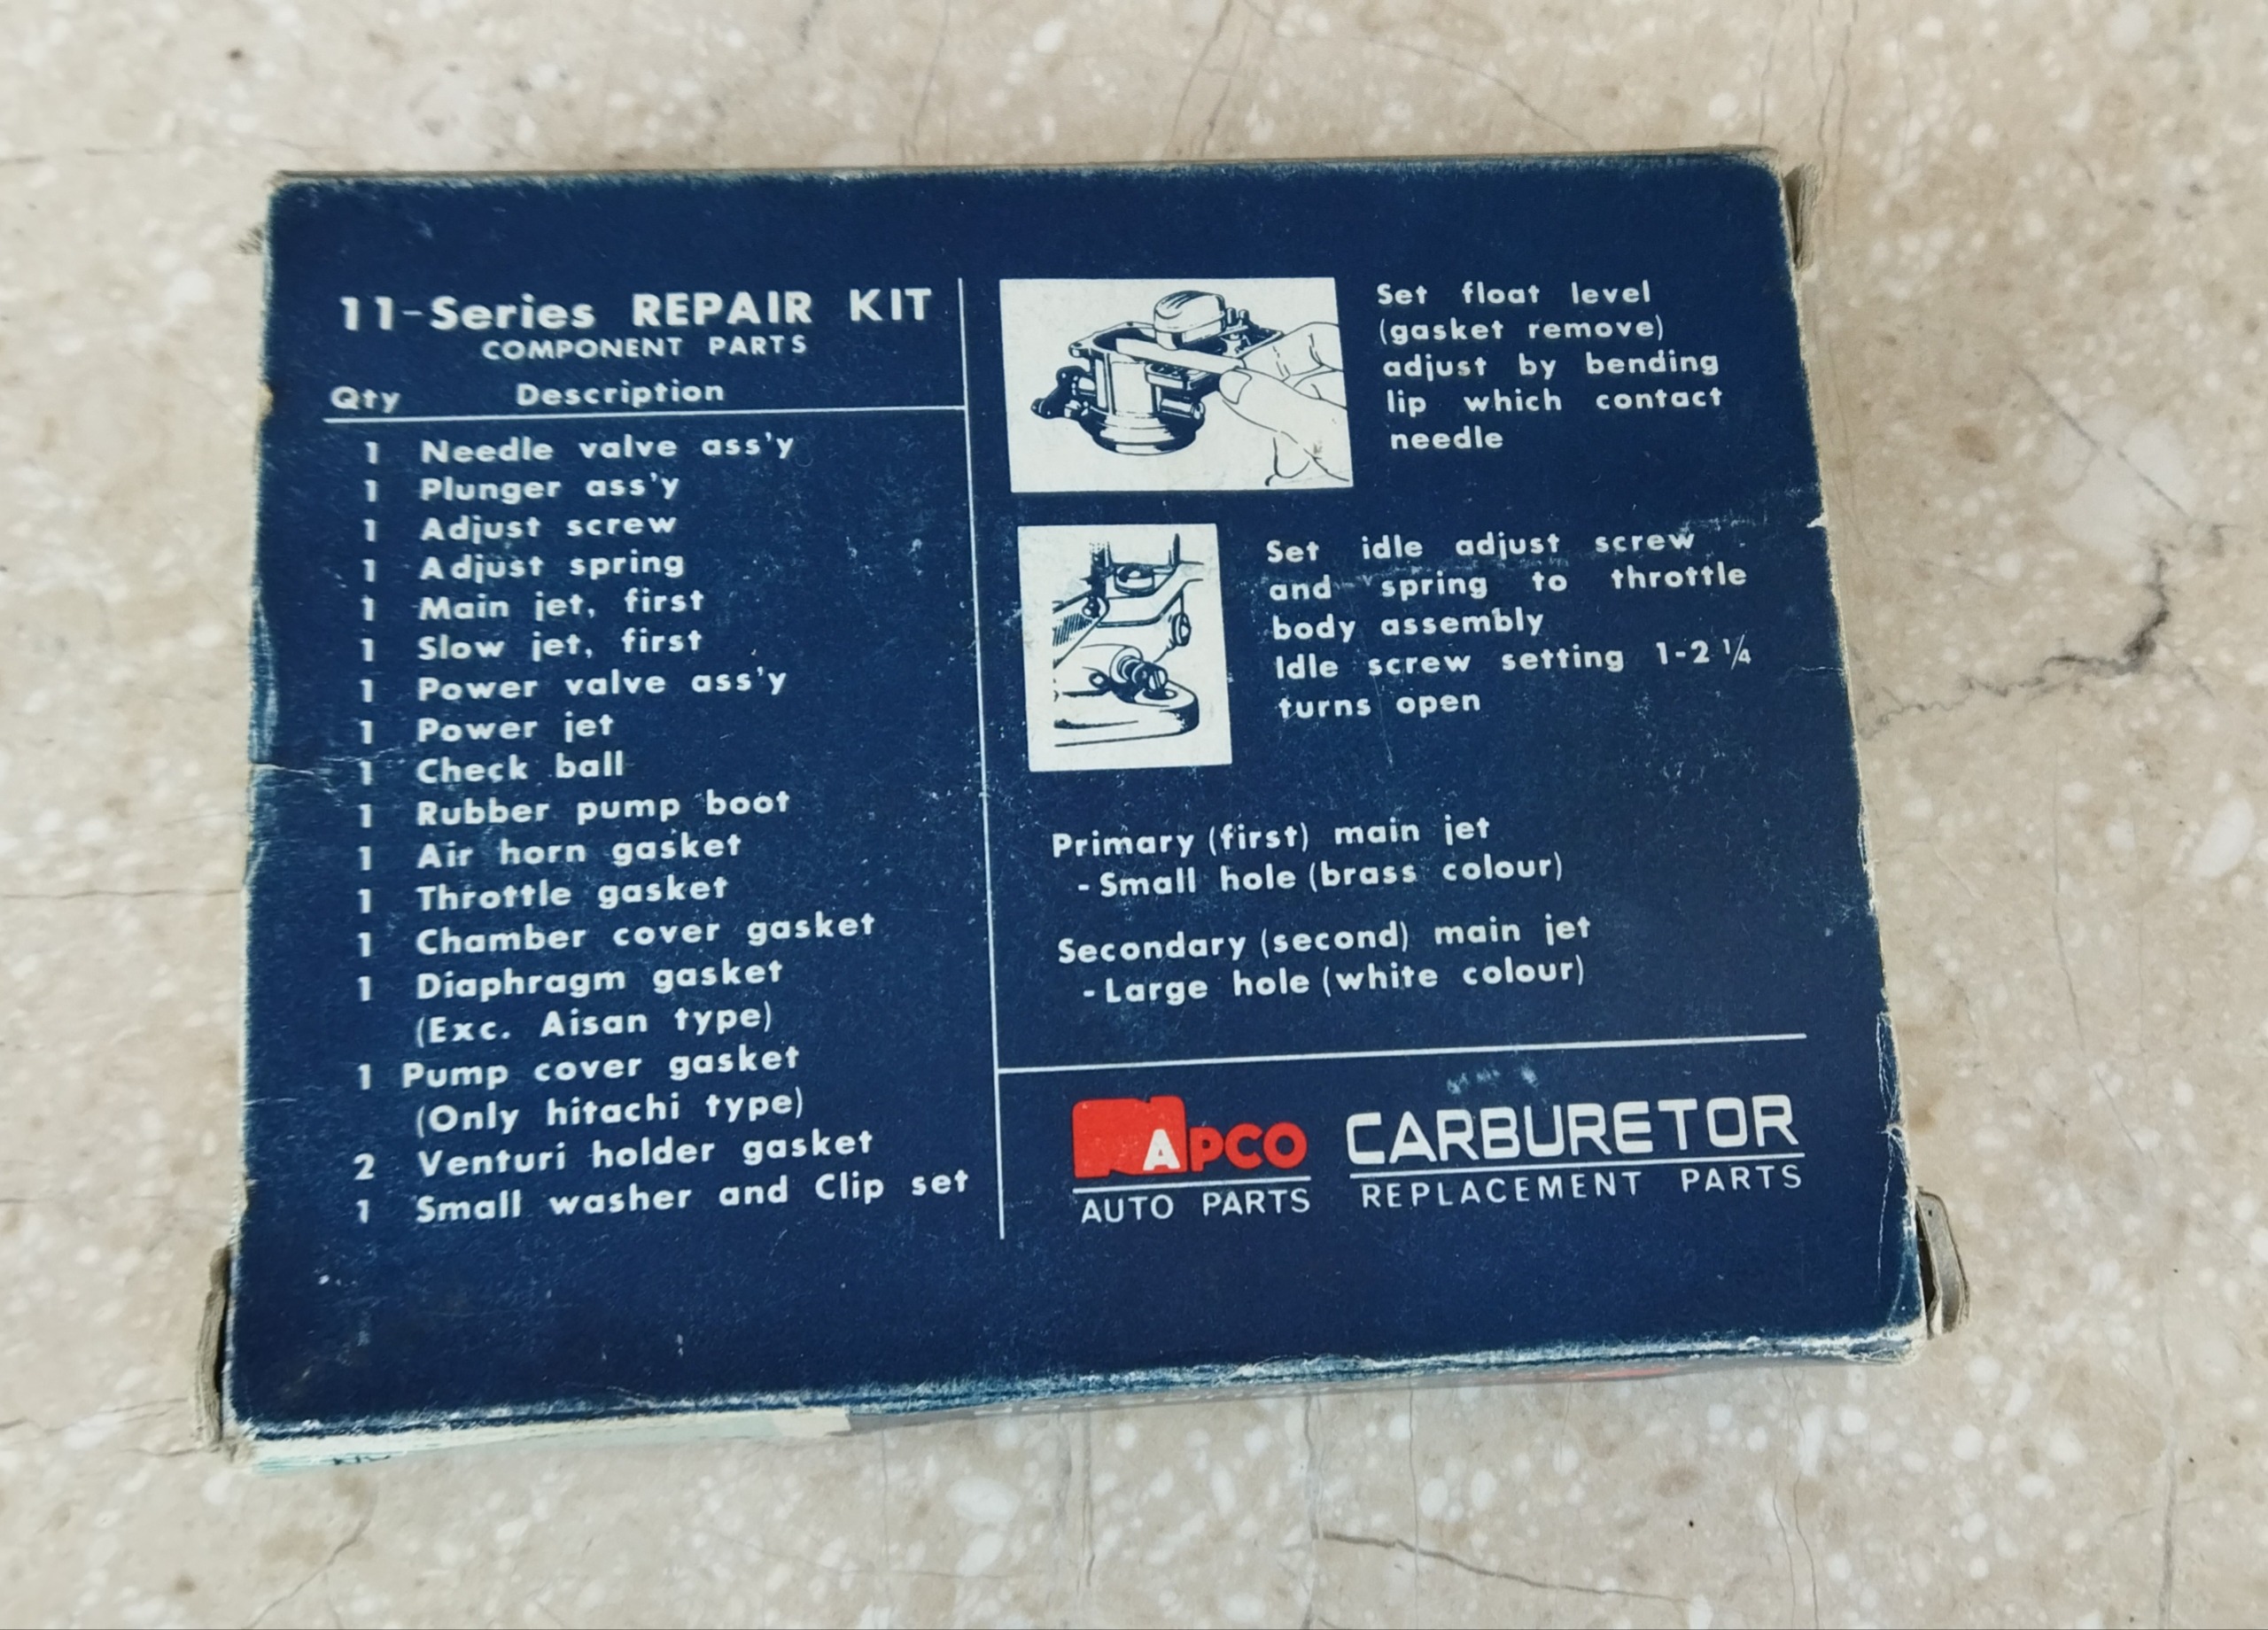 11-Series REPAIR KIT
COMPONENT PARTS
Qty Description
1 Needle valve ass'y
1 Plunger ass'y
1 Adjust screw
1 Adjust spring
1 Main jet, first
1 Slow jet, first
1 Power valve ass'y
1 Power jet
1 Check ball
1 Rubber pump boot
1 Air horn gasket
1 Throttle gasket
1 Chamber cover gasket
1 Diaphragm gasket
(Exc. Aisan type)
1 Pump cover gasket
(Only hitachi type)
2 Venturi holder gasket
1 Small washer and Clip set
Set float level
(gasket remove)
adjust by bending
lip which contact
needle
Set idle adjust screw
and spring to throttle
body assembly
Idle screw setting 1-2 1/4
turns open
Primary (first) main jet
- Small hole (brass colour)
Secondary (second) main jet
- Large hole (white colour)
NAPCO
AUTO PARTS
CARBURETOR
REPLACEMENT PARTS